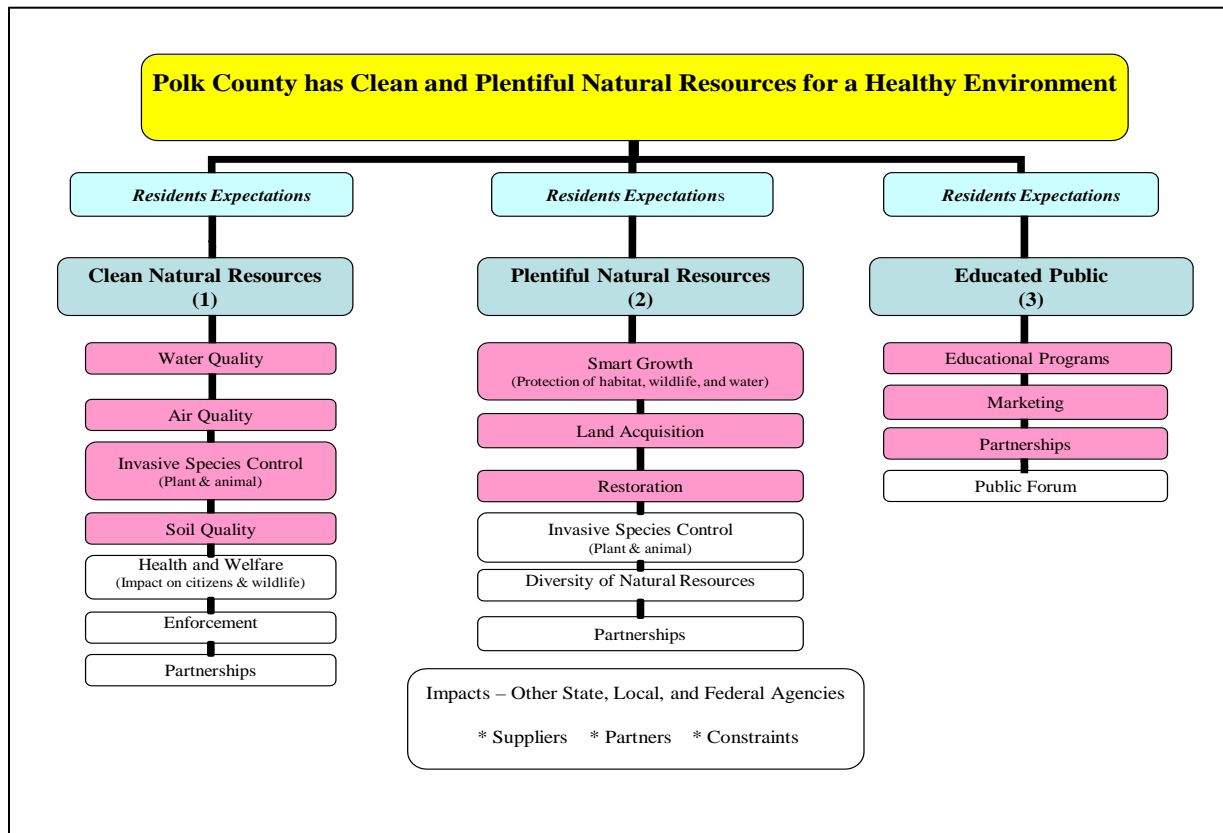 Polk County has Clean and Plentiful Natural Resources for a Healthy Environment
Residents Expectations
Residents Expectations
Residents Expectations
Clean Natural Resources
(1)
Plentiful Natural Resources
(2)
Educated Public
(3)
Water Quality
Air Quality
Invasive Species Control
(Plant & animal)
Soil Quality
Health and Welfare
(Impact on citizens & wildlife)
Enforcement
Partnerships
Smart Growth
(Protection of habitat, wildlife, and water)
Land Acquisition
Restoration
Invasive Species Control
(Plant & animal)
Diversity of Natural Resources
Partnerships
Educational Programs
Marketing
Partnerships
Public Forum
Impacts – Other State, Local, and Federal Agencies
* Suppliers * Partners * Constraints